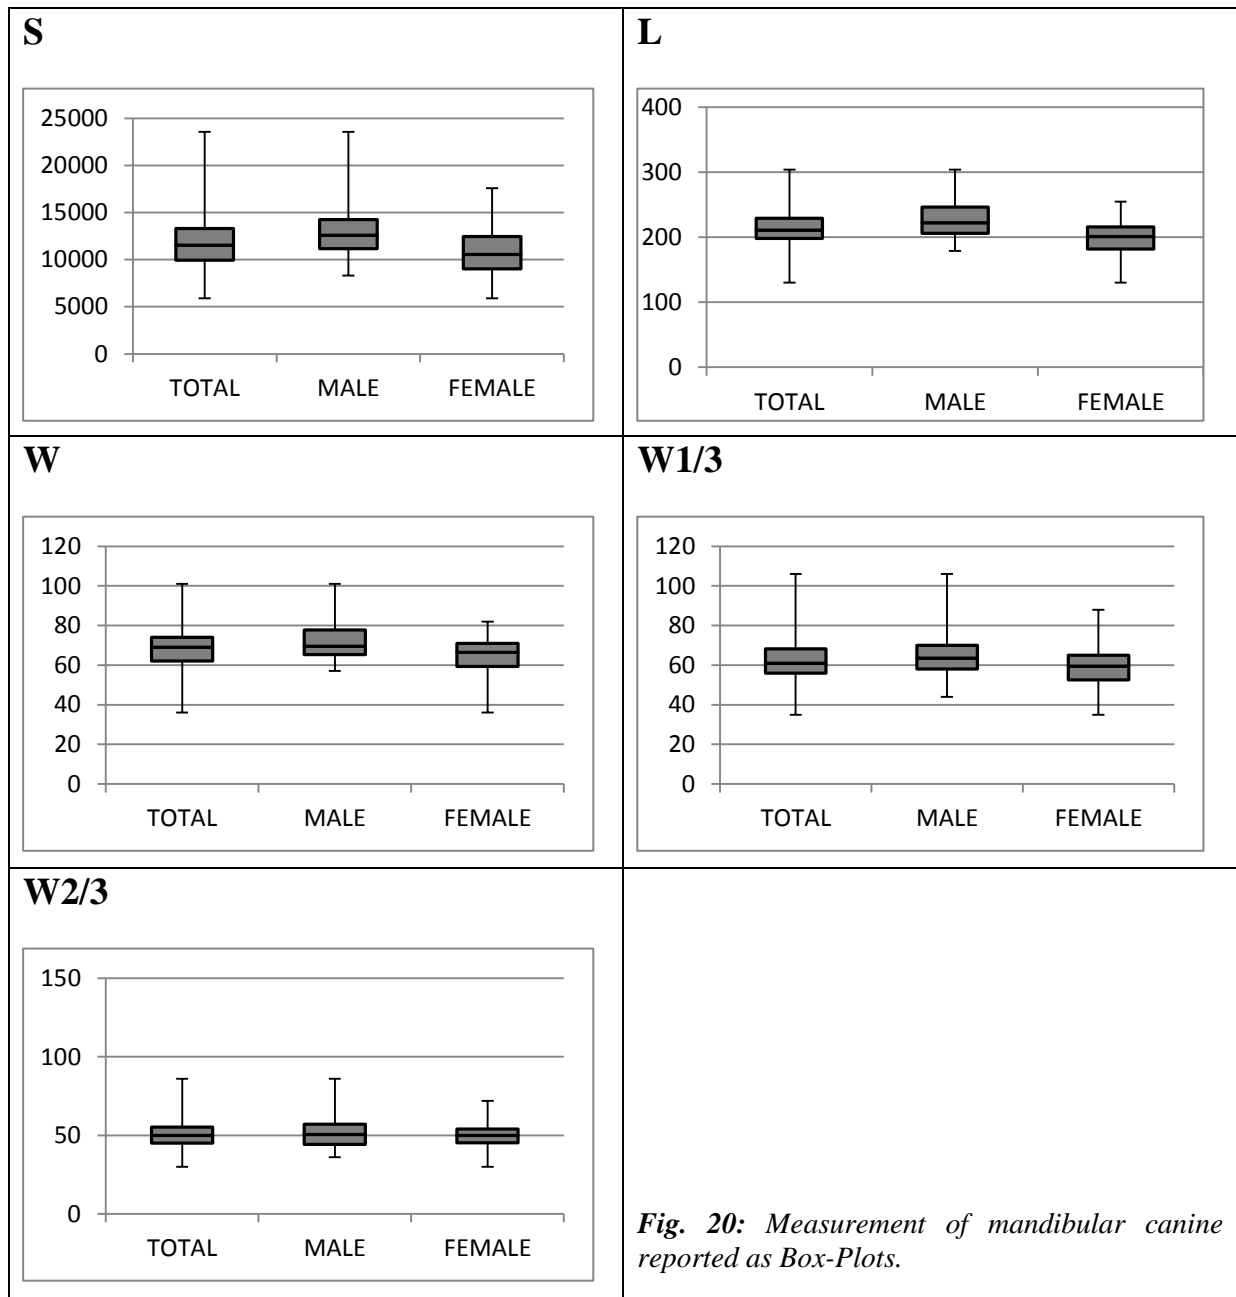 S
25000
20000
15000
10000
5000
0
TOTAL MALE FEMALE
L
400
300
200
100
0
TOTAL MALE FEMALE
W
120
100
80
60
40
20
0
TOTAL MALE FEMALE
W1/3
120
100
80
60
40
20
0
TOTAL MALE FEMALE
W2/3
150
100
50
0
TOTAL MALE FEMALE
Fig. 20: Measurement of mandibular canine
reported as Box-Plots.